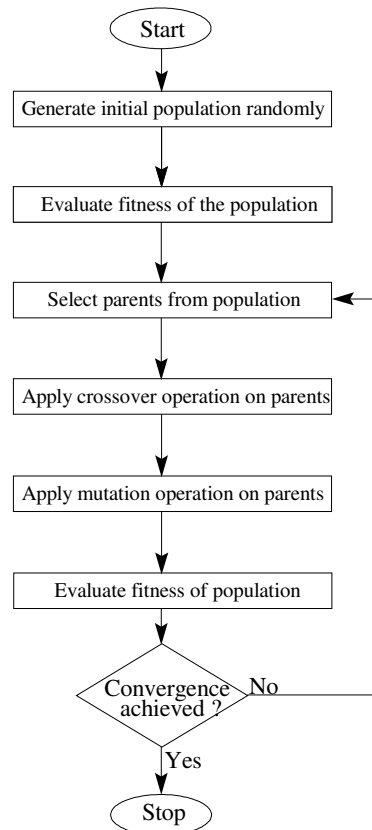 Start
Generate initial population randomly
Evaluate fitness of the population
Select parents from population
Apply crossover operation on parents
Apply mutation operation on parents
Evaluate fitness of population
Convergence
achieved ?
No
Yes
Stop